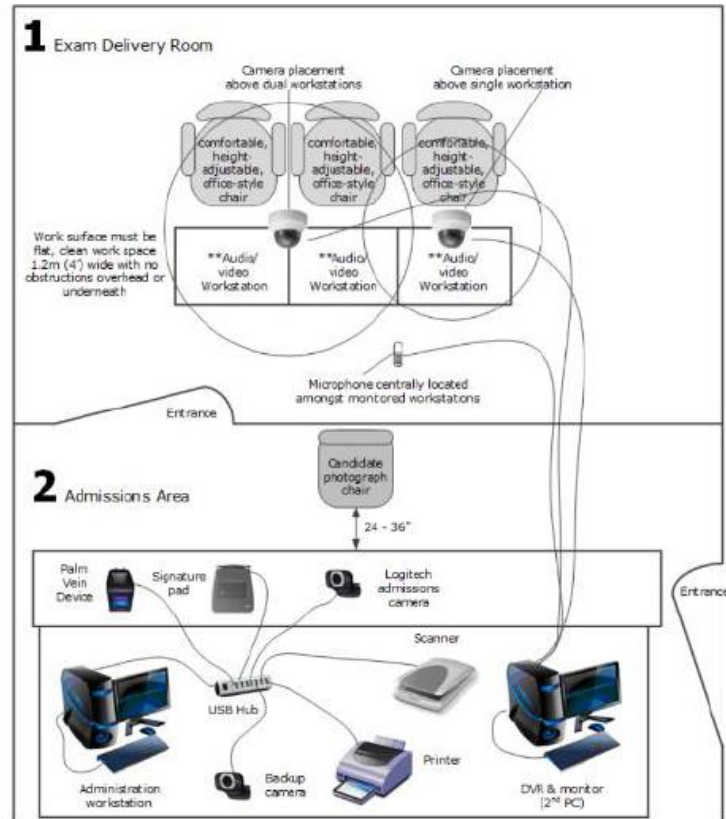 1 Exam Delivery Room
Camera placement
above dual workstations
Camera placement
above single workstation
comfortable,
height-
adjustable,
office-style
chair
comfortable,
height-
adjustable,
office-style
chair
comfortable,
height-
adjustable,
office-style
chair
Work surface must be
flat, clean work space
1.2m (4') wide with no
obstructions overhead or
underneath
**Audio/
video
Workstation
**Audio/
video
Workstation
**Audio/
video
Workstation
Microphone centrally located
amongst monitored workstations
Entrance
2 Admissions Area
Candidate
photograph
chair
24 - 36"
Palm
Vein
Device
Signature
pad
Logitech
admissions
camera
Entrance
Scanner
USB Hub
Administration
workstation
Backup
camera
Printer
DVR & monitor
(2nd PC)